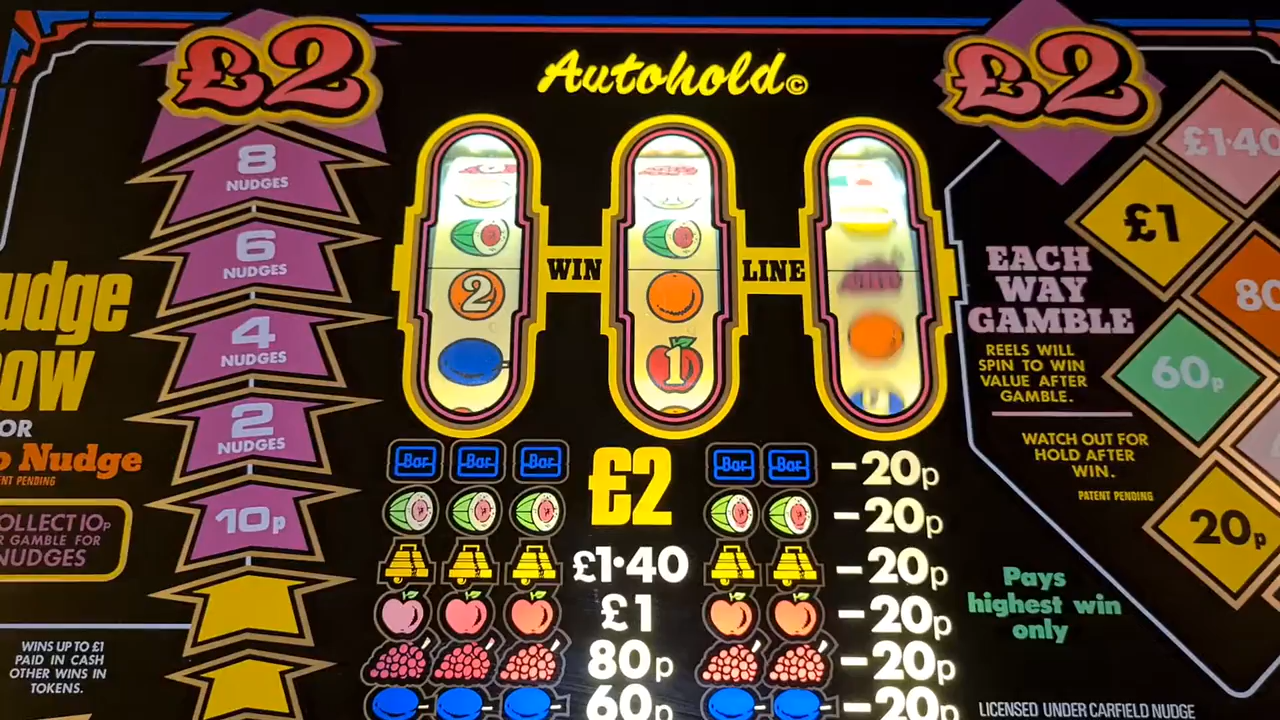 £2
Autohold©
£2
8
NUDGES
6
NUDGES
4
NUDGES
2
NUDGES
10p
OR
Nudge
ENT PENDING
COLLECT 10p
GAMBLE FOR
NUDGES
WINS UP TO £1
PAID IN CASH
OTHER WINS IN
TOKENS.
WIN
LINE
2
1
Bar
Bar
Bar
£2
Bar
Bar
-20p
-20p
£1·40
-20p
£1
-20p
80p
-20p
60p
-20p
EACH
WAY
GAMBLE
REELS WILL
SPIN TO WIN
VALUE AFTER
GAMBLE.
WATCH OUT FOR
HOLD AFTER
WIN.
PATENT PENDING
£1·40
£1
80
60p
20p
Pays
highest win
only
LICENSED UNDER CARFIELD NUDGE